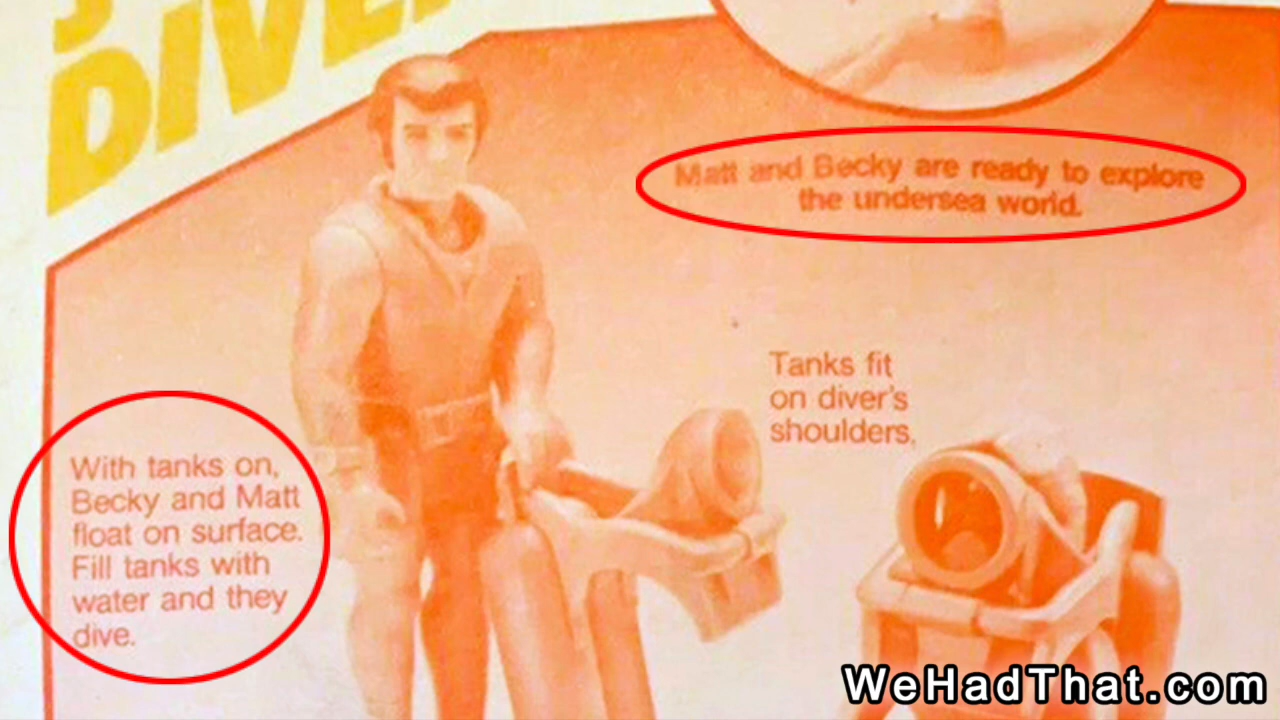 DIVE
Matt and Becky are ready to explore
the undersea world.
Tanks fit
on diver's
shoulders.
With tanks on,
Becky and Matt
float on surface.
Fill tanks with
water and they
dive.
WeHadThat.com